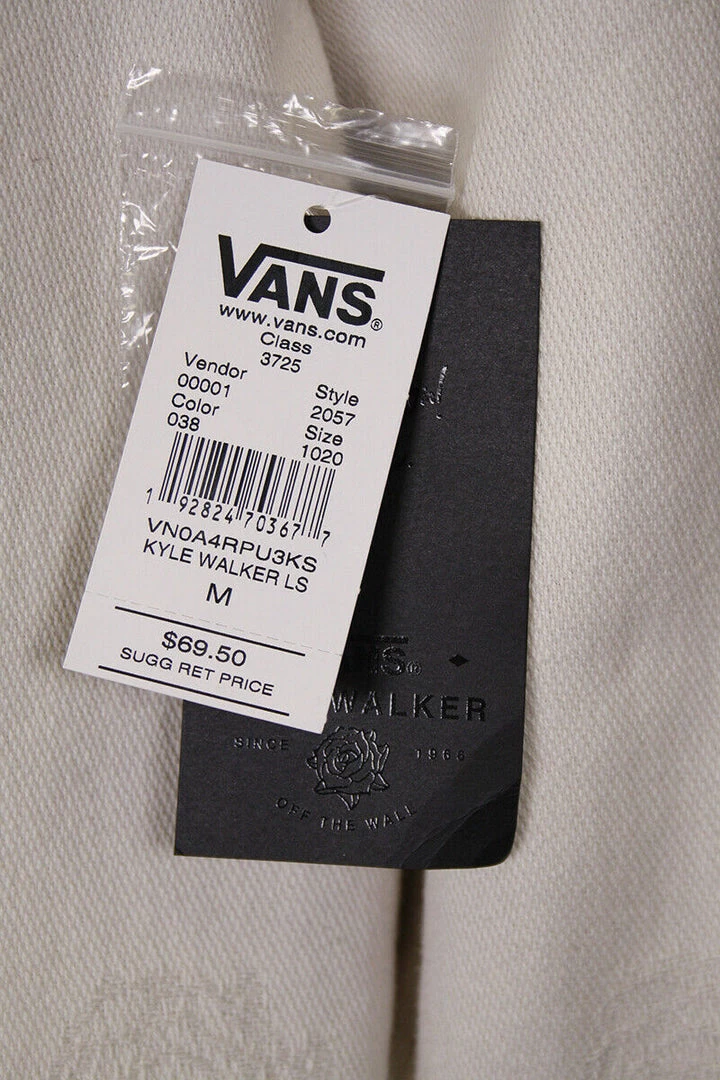 VANS®
www.vans.com
Class
3725
Vendor Style
00001 2057
Color Size
038 1020
1 92824 70367 7
VN0A4RPU3KS
KYLE WALKER LS
M
$69.50
SUGG RET PRICE
WALKER
SINCE 1966
OFF THE WALL